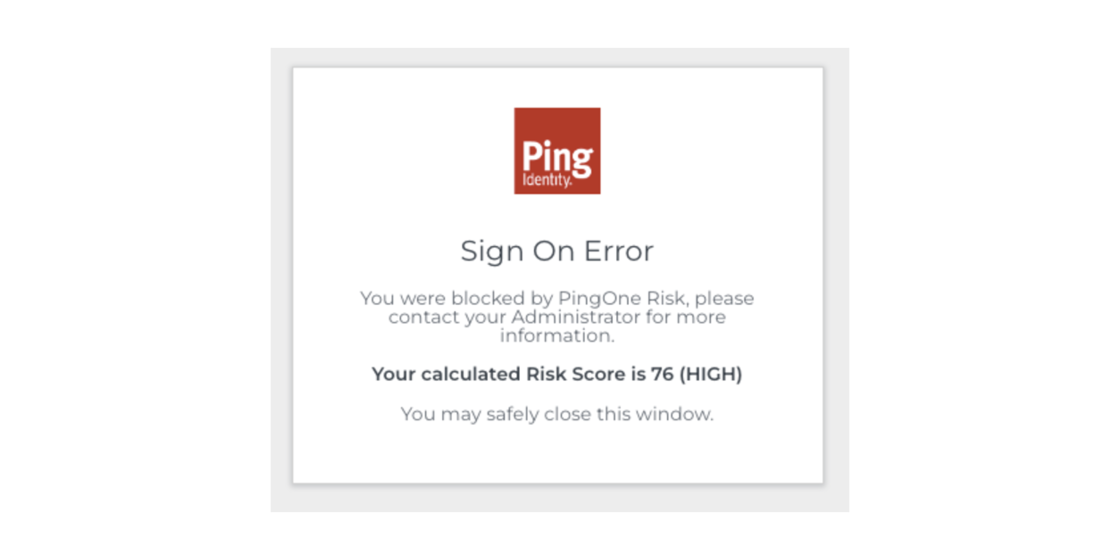 Ping
Identity.
Sign On Error
You were blocked by PingOne Risk, please
contact your Administrator for more
information.
Your calculated Risk Score is 76 (HIGH)
You may safely close this window.